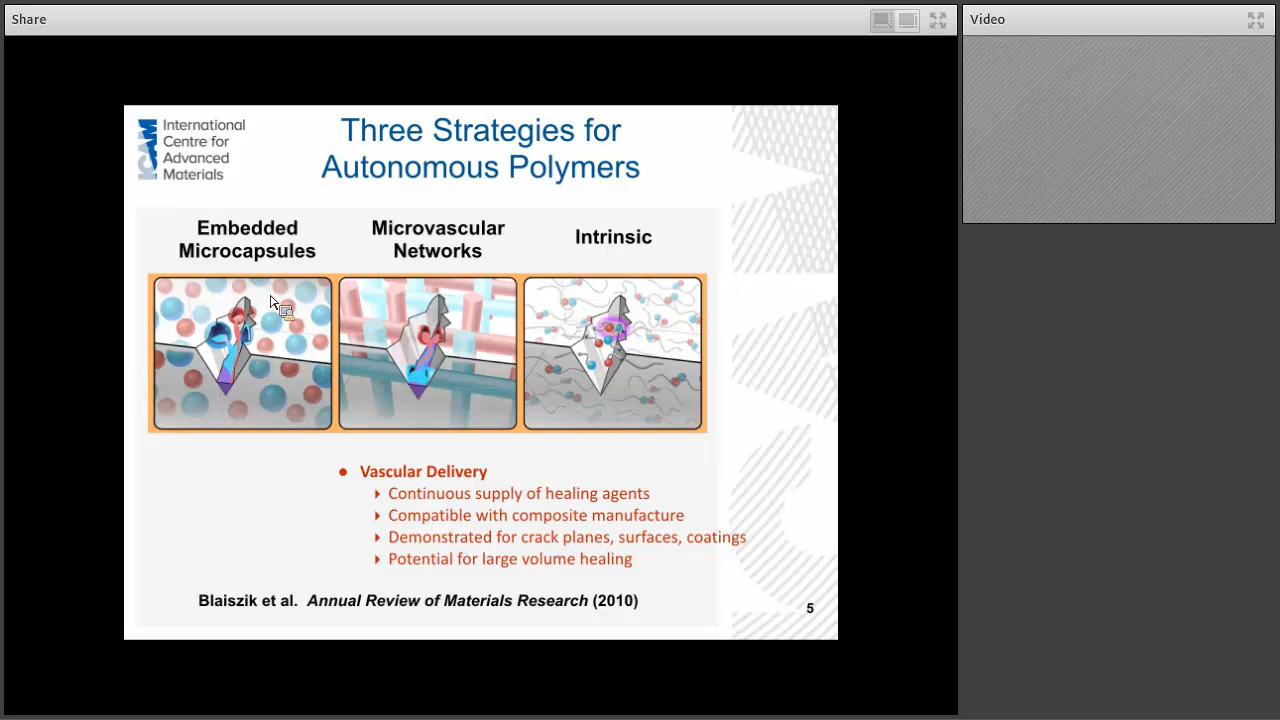 Share
Video
ICAM
International
Centre for
Advanced
Materials
Three Strategies for
Autonomous Polymers
Embedded
Microcapsules
Microvascular
Networks
Intrinsic
Vascular Delivery
Continuous supply of healing agents
Compatible with composite manufacture
Demonstrated for crack planes, surfaces, coatings
Potential for large volume healing
Blaiszik et al. Annual Review of Materials Research (2010)
5